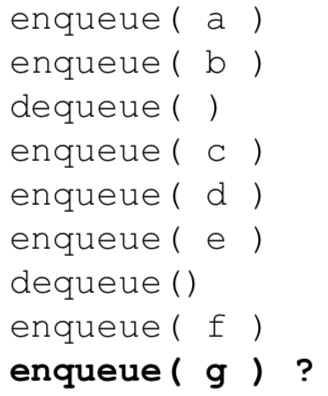 enqueue( a )
enqueue( b )
dequeue( )
enqueue( c )
enqueue( d )
enqueue( e )
dequeue()
enqueue( f )
enqueue( g ) ?